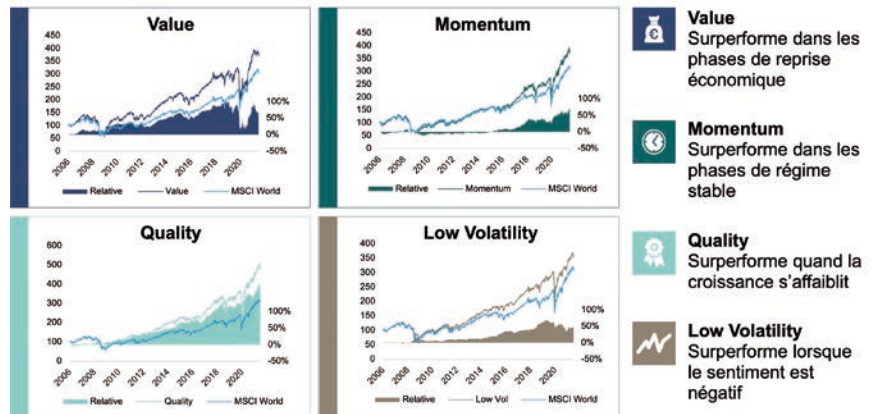 Value
450
400
350
300
250
200
150
100
50
0
100%
50%
0%
-50%
2006
2008
2010
2012
2014
2016
2018
2020
Relative
Value
MSCI World
Momentum
450
400
350
300
250
200
150
100
50
0
100%
50%
0%
-50%
2006
2008
2010
2012
2014
2016
2018
2020
Relative
Momentum
MSCI World
Quality
600
500
400
300
200
100
0
100%
50%
0%
-50%
2006
2008
2010
2012
2014
2016
2018
2020
Relative
Quality
MSCI World
Low Volatility
400
350
300
250
200
150
100
50
0
100%
50%
0%
-50%
2006
2008
2010
2012
2014
2016
2018
2020
Relative
Low Vol
MSCI World
€
Value
Surperforme dans les
phases de reprise
économique
Momentum
Surperforme dans les
phases de régime
stable
Quality
Surperforme quand la
croissance s'affaiblit
Low Volatility
Surperforme lorsque
le sentiment est
négatif